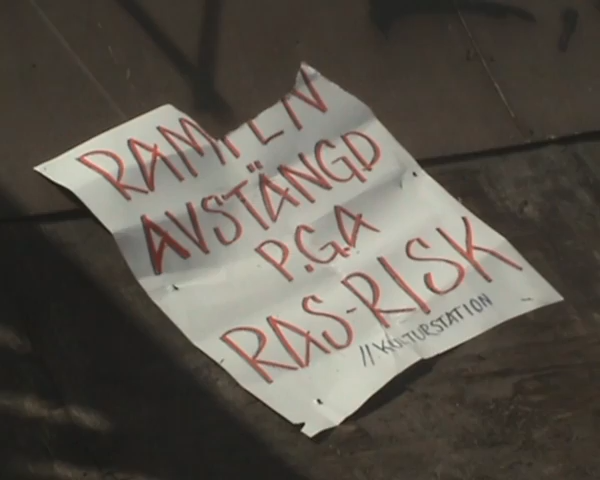 RAMPEN
AVSTÄNGD
P.G.A
RAS-RISK
//KULTURSTATION